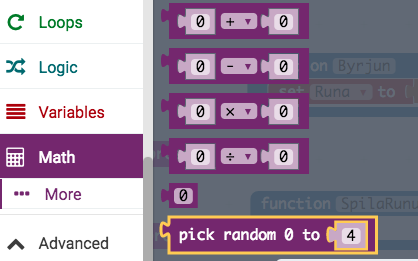 Loops
Logic
Variables
Math
More
Advanced
0 + 0
0 - 0
0 × 0
0 ÷ 0
0
pick random 0 to 4
Byrjun
set Runa to
function SpilaRunu